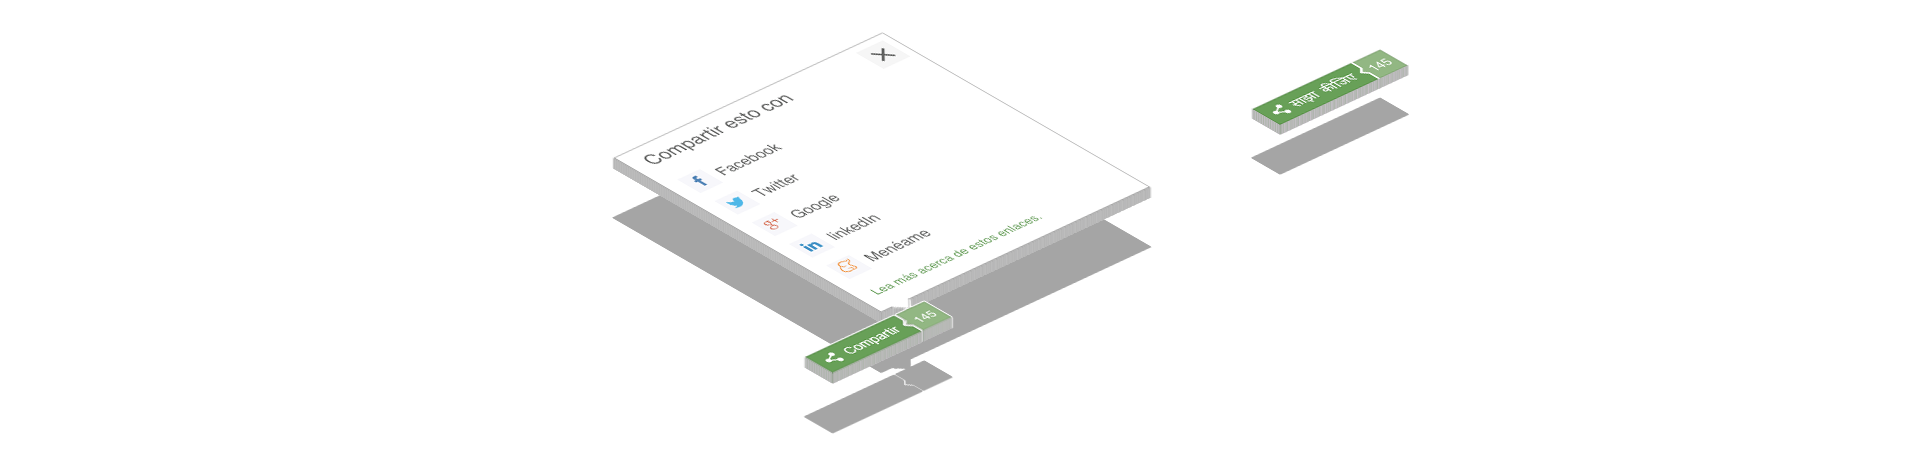 Compartir esto con
Facebook
Twitter
Google
linkedIn
Menéame
Lea más acerca de estos enlaces.
Compartir 145
साझा कीजिए 145